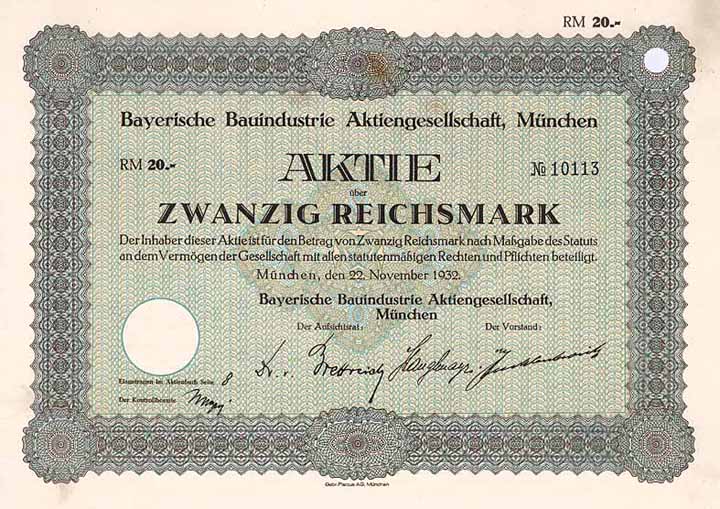 RM 20.-
Bayerische Bauindustrie Aktiengesellschaft, München
AKTIE
RM 20.-
№ 10113
über
ZWANZIG REICHSMARK
Der Inhaber dieser Aktie ist für den Betrag von Zwanzig Reichsmark nach Maßgabe des Statuts
an dem Vermögen der Gesellschaft mit allen statutenmäßigen Rechten und Pflichten beteiligt.
München, den 22. November 1932.
Bayerische Bauindustrie Aktiengesellschaft,
München
Der Aufsichtsrat:
Der Vorstand:
Dr. v.
Eingetragen im Aktienbuch Seite 8
Der Kontrollbeamte
Gebr. Parcus AG, München